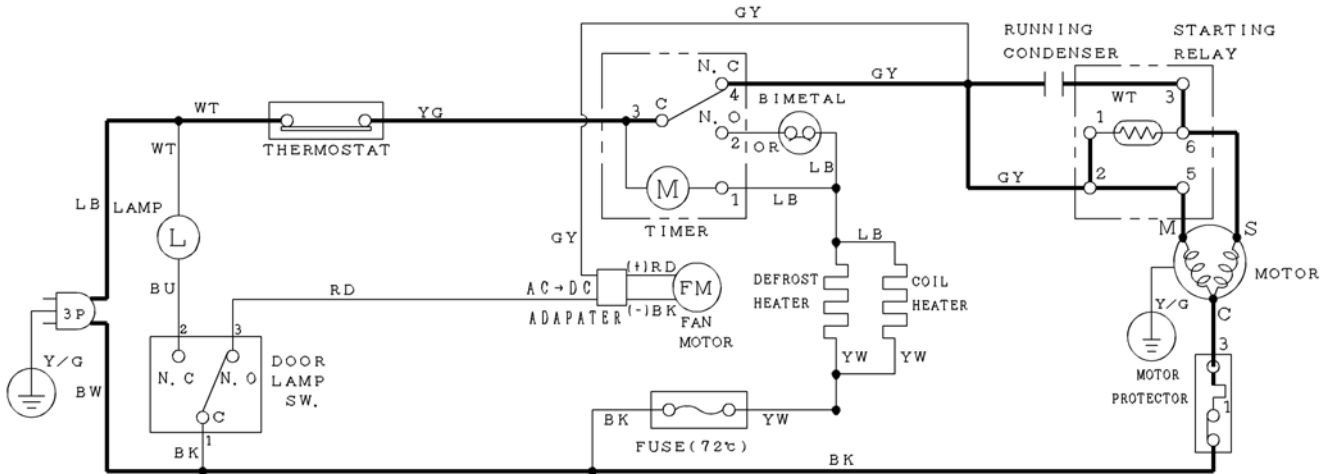 GY
RUNNING
CONDENSER
STARTING
RELAY
N. C
4
GY
WT
3
WT
YG
3
C
BIMETAL
N. O
2
OR
1
6
THERMOSTAT
WT
LB
2
5
GY
M
1
LB
LB
LAMP
L
TIMER
M
S
MOTOR
GY
LB
BU
RD
AC→DC
ADAPATER
(+)RD
(-)BK
FM
FAN
MOTOR
DEFROST
HEATER
COIL
HEATER
Y/G
C
3P
Y/G
BW
2
3
N. C
N. O
C
1
DOOR
LAMP
SW.
YW
YW
MOTOR
PROTECTOR
3
1
BK
YW
FUSE(72℃)
BK
BK